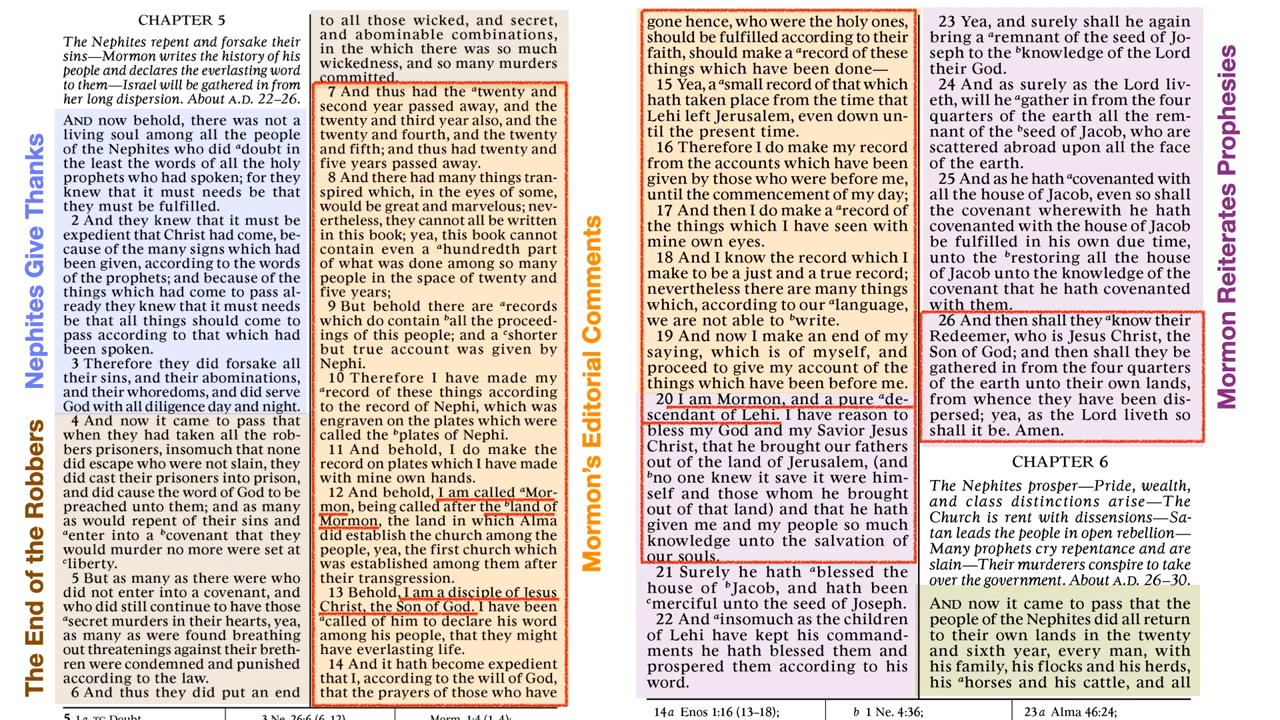 Nephites Give Thanks
The End of the Robbers
CHAPTER 5
The Nephites repent and forsake their
sins—Mormon writes the history of his
people and declares the everlasting word
to them—Israel will be gathered in from
her long dispersion. About A.D. 22–26.
AND now behold, there was not a
living soul among all the people
of the Nephites who did ᵃdoubt in
the least the words of all the holy
prophets who had spoken; for they
knew that it must needs be that
they must be fulfilled.
2 And they knew that it must be
expedient that Christ had come, be-
cause of the many signs which had
been given, according to the words
of the prophets; and because of the
things which had come to pass al-
ready they knew that it must needs
be that all things should come to
pass according to that which had
been spoken.
3 Therefore they did forsake all
their sins, and their abominations,
and their whoredoms, and did serve
God with all diligence day and night.
4 And now it came to pass that
when they had taken all the rob-
bers prisoners, insomuch that none
did escape who were not slain, they
did cast their prisoners into prison,
and did cause the word of God to be
preached unto them; and as many
as would repent of their sins and
ᵃenter into a ᵇcovenant that they
would murder no more were set at
ᶜliberty.
5 But as many as there were who
did not enter into a covenant, and
who did still continue to have those
ᵃsecret murders in their hearts, yea,
as many as were found breathing
out threatenings against their breth-
ren were condemned and punished
according to the law.
6 And thus they did put an end
to all those wicked, and secret,
and abominable combinations,
in the which there was so much
wickedness, and so many murders
committed.
7 And thus had the ᵃtwenty and
second year passed away, and the
twenty and third year also, and the
twenty and fourth, and the twenty
and fifth; and thus had twenty and
five years passed away.
8 And there had many things tran-
spired which, in the eyes of some,
would be great and marvelous; nev-
ertheless, they cannot all be written
in this book; yea, this book cannot
contain even a ᵃhundredth part
of what was done among so many
people in the space of twenty and
five years;
9 But behold there are ᵃrecords
which do contain ᵇall the proceed-
ings of this people; and a ᶜshorter
but true account was given by
Nephi.
10 Therefore I have made my
ᵃrecord of these things according
to the record of Nephi, which was
engraven on the plates which were
called the ᵇplates of Nephi.
11 And behold, I do make the
record on plates which I have made
with mine own hands.
12 And behold, I am called ᵃMor-
mon, being called after the ᵇland of
Mormon, the land in which Alma
did establish the church among the
people, yea, the first church which
was established among them after
their transgression.
13 Behold, I am a disciple of Jesus
Christ, the Son of God. I have been
ᵃcalled of him to declare his word
among his people, that they might
have everlasting life.
14 And it hath become expedient
that I, according to the will of God,
that the prayers of those who have
Mormon's Editorial Comments
gone hence, who were the holy ones,
should be fulfilled according to their
faith, should make a ᵃrecord of these
things which have been done—
15 Yea, a ᵃsmall record of that which
hath taken place from the time that
Lehi left Jerusalem, even down un-
til the present time.
16 Therefore I do make my record
from the accounts which have been
given by those who were before me,
until the commencement of my day;
17 And then I do make a ᵃrecord of
the things which I have seen with
mine own eyes.
18 And I know the record which I
make to be a just and a true record;
nevertheless there are many things
which, according to our ᵃlanguage,
we are not able to ᵇwrite.
19 And now I make an end of my
saying, which is of myself, and
proceed to give my account of the
things which have been before me.
20 I am Mormon, and a pure ᵃde-
scendant of Lehi. I have reason to
bless my God and my Savior Jesus
Christ, that he brought our fathers
out of the land of Jerusalem, (and
ᵇno one knew it save it were him-
self and those whom he brought
out of that land) and that he hath
given me and my people so much
knowledge unto the salvation of
our souls.
21 Surely he hath ᵃblessed the
house of ᵇJacob, and hath been
ᶜmerciful unto the seed of Joseph.
22 And ᵃinsomuch as the children
of Lehi have kept his command-
ments he hath blessed them and
prospered them according to his
word.
23 Yea, and surely shall he again
bring a ᵃremnant of the seed of Jo-
seph to the ᵇknowledge of the Lord
their God.
24 And as surely as the Lord liv-
eth, will he ᵃgather in from the four
quarters of the earth all the rem-
nant of the ᵇseed of Jacob, who are
scattered abroad upon all the face
of the earth.
25 And as he hath ᵃcovenanted with
all the house of Jacob, even so shall
the covenant wherewith he hath
covenanted with the house of Jacob
be fulfilled in his own due time,
unto the ᵇrestoring all the house
of Jacob unto the knowledge of the
covenant that he hath covenanted
with them.
26 And then shall they ᵃknow their
Redeemer, who is Jesus Christ, the
Son of God; and then shall they be
gathered in from the four quarters
of the earth unto their own lands,
from whence they have been dis-
persed; yea, as the Lord liveth so
shall it be. Amen.
CHAPTER 6
The Nephites prosper—Pride, wealth,
and class distinctions arise—The
Church is rent with dissensions—Sa-
tan leads the people in open rebellion—
Many prophets cry repentance and are
slain—Their murderers conspire to take
over the government. About A.D. 26–30.
AND now it came to pass that the
people of the Nephites did all return
to their own lands in the twenty
and sixth year, every man, with
his family, his flocks and his herds,
his ᵃhorses and his cattle, and all
Mormon Reiterates Prophesies
5 1a TG Doubt.
3 Ne. 26:6 (6–12).
Morm. 1:4 (1–4);
14a Enos 1:16 (13–18);
b 1 Ne. 4:36;
23a Alma 46:24;